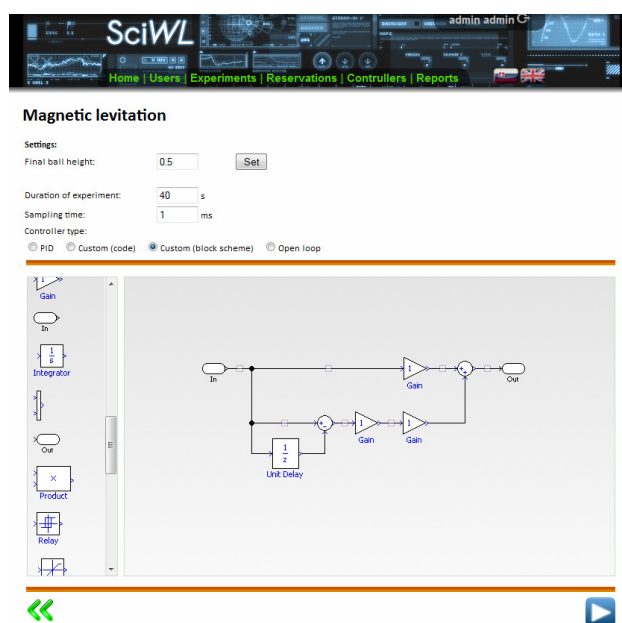 SciWL
admin admin
Home | Users | Experiments | Reservations | Controllers | Reports
Magnetic levitation
Settings:
Final ball height: 0.5 Set
Duration of experiment: 40 s
Sampling time: 1 ms
Controller type:
PID Custom (code) Custom (block scheme) Open loop
1
Gain
In
1
s
Integrator
Out
×
Product
Relay
In
1
Gain
+
+
Out
+
-
1
Gain
1
Gain
1
z
Unit Delay